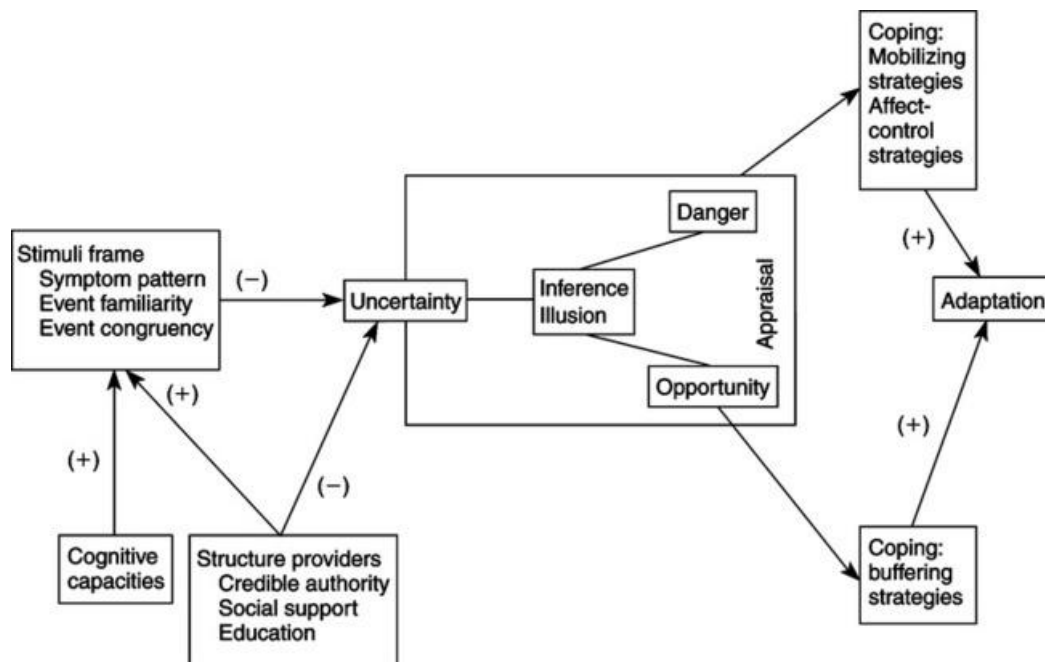 Coping:
Mobilizing
strategies
Affect-
control
strategies
Danger
(+)
Stimuli frame
Symptom pattern
Event familiarity
Event congruency
(−)
Uncertainty
Inference
Illusion
Appraisal
Adaptation
Opportunity
(+)
(+)
(+)
(−)
Cognitive
capacities
Structure providers
Credible authority
Social support
Education
Coping:
buffering
strategies